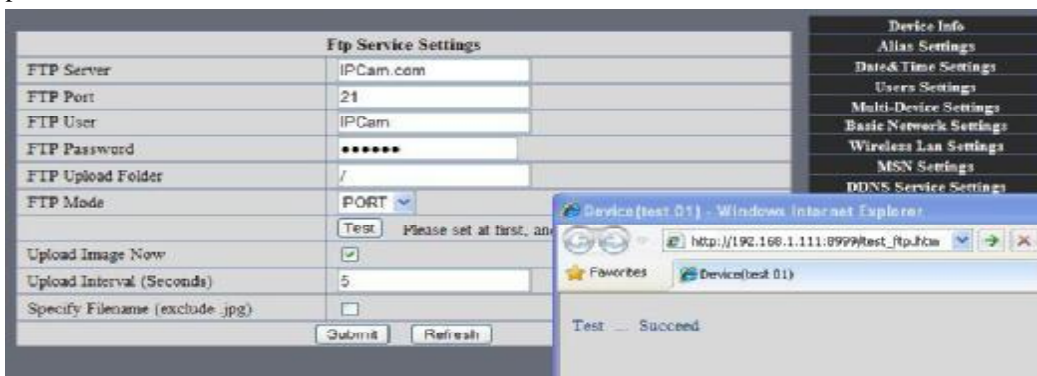 Device Info
Ftp Service Settings
Alias Settings
FTP Server
IPCam.com
Date&Time Settings
Users Settings
FTP Port
21
Multi-Device Settings
FTP User
IPCam
Basic Network Settings
FTP Password
●●●●●●
Wireless Lan Settings
FTP Upload Folder
/
MSN Settings
DDNS Service Settings
FTP Mode
PORT
Device(test 01) - Windows Internet Explorer
Test
Please set at first, and
http://192.168.1.111:8999/test_ftp.htm
Upload Image Now
Upload Interval (Seconds)
5
Favorites
Device(test 01)
Specify Filename (exclude .jpg)
Submit
Refresh
Test ... Succeed